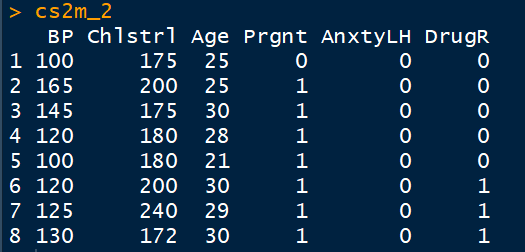 > cs2m_2
BP Chlstrl Age Prgnt AnxtyLH DrugR
1 100 175 25 0 0 0
2 165 200 25 1 0 0
3 145 175 30 1 0 0
4 120 180 28 1 0 0
5 100 180 21 1 0 0
6 120 200 30 1 0 1
7 125 240 29 1 0 1
8 130 172 30 1 0 1